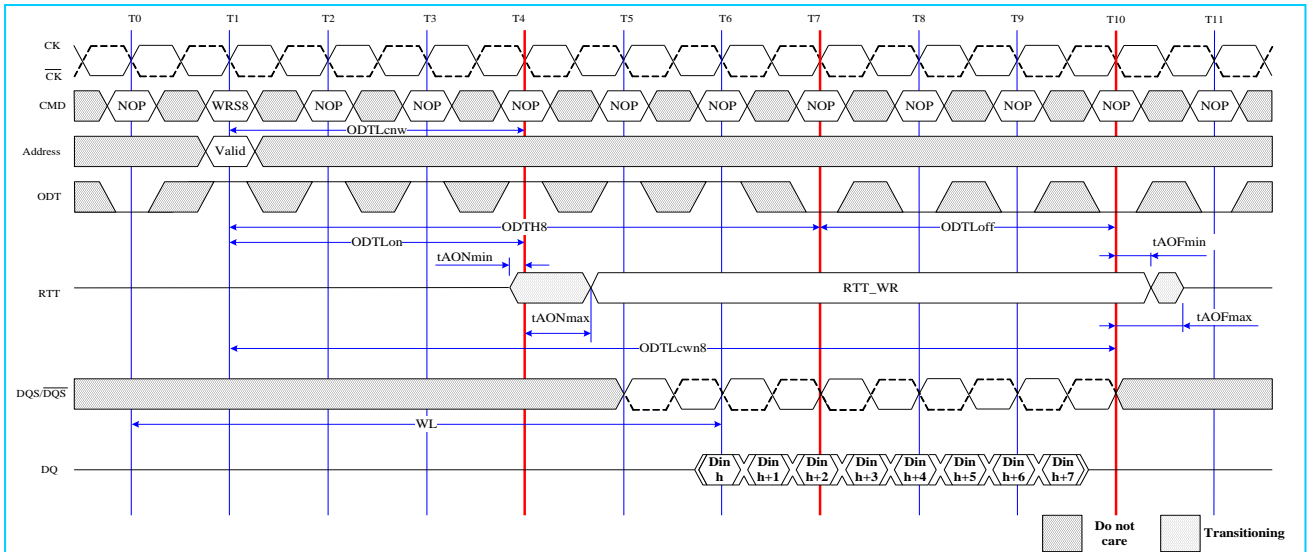 T0 T1 T2 T3 T4 T5 T6 T7 T8 T9 T10 T11
CK
CK
CMD NOP WRS8 NOP NOP NOP NOP NOP NOP NOP NOP NOP NOP
ODTLcnw
Address Valid
ODT
ODTH8 ODTLoff
ODTLon
tAONmin tAOFmin
RTT RTT_WR
tAONmax tAOFmax
ODTLcwn8
DQS/DQS
WL
DQ Din h Din h+1 Din h+2 Din h+3 Din h+4 Din h+5 Din h+6 Din h+7
Do not care Transitioning